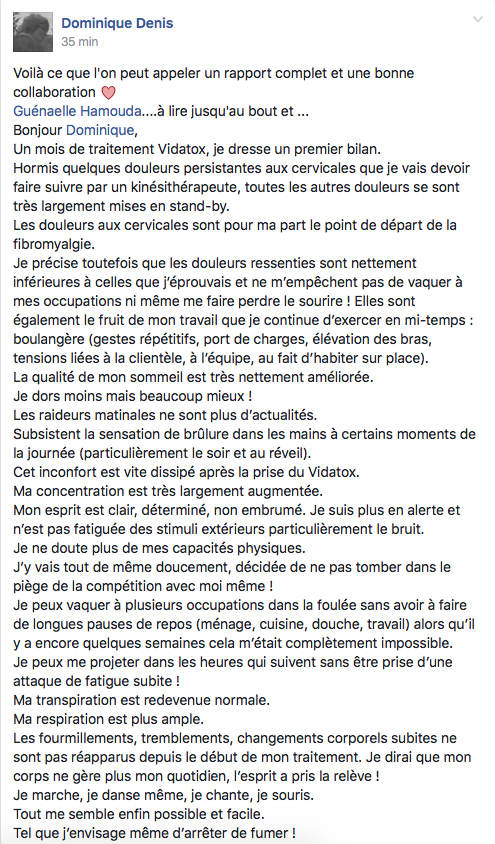 Dominique Denis
35 min
Voilà ce que l'on peut appeler un rapport complet et une bonne
collaboration ❤
Guénaelle Hamouda....à lire jusqu'au bout et ...
Bonjour Dominique,
Un mois de traitement Vidatox, je dresse un premier bilan.
Hormis quelques douleurs persistantes aux cervicales que je vais devoir
faire suivre par un kinésithérapeute, toutes les autres douleurs se sont
très largement mises en stand-by.
Les douleurs aux cervicales sont pour ma part le point de départ de la
fibromyalgie.
Je précise toutefois que les douleurs ressenties sont nettement
inférieures à celles que j'éprouvais et ne m'empêchent pas de vaquer à
mes occupations ni même me faire perdre le sourire ! Elles sont
également le fruit de mon travail que je continue d'exercer en mi-temps :
boulangère (gestes répétitifs, port de charges, élévation des bras,
tensions liées à la clientèle, à l'équipe, au fait d'habiter sur place).
La qualité de mon sommeil est très nettement améliorée.
Je dors moins mais beaucoup mieux !
Les raideurs matinales ne sont plus d'actualités.
Subsistent la sensation de brûlure dans les mains à certains moments de
la journée (particulièrement le soir et au réveil).
Cet inconfort est vite dissipé après la prise du Vidatox.
Ma concentration est très largement augmentée.
Mon esprit est clair, déterminé, non embrumé. Je suis plus en alerte et
n'est pas fatiguée des stimuli extérieurs particulièrement le bruit.
Je ne doute plus de mes capacités physiques.
J'y vais tout de même doucement, décidée de ne pas tomber dans le
piège de la compétition avec moi même !
Je peux vaquer à plusieurs occupations dans la foulée sans avoir à faire
de longues pauses de repos (ménage, cuisine, douche, travail) alors qu'il
y a encore quelques semaines cela m'était complètement impossible.
Je peux me projeter dans les heures qui suivent sans être prise d'une
attaque de fatigue subite !
Ma transpiration est redevenue normale.
Ma respiration est plus ample.
Les fourmillements, tremblements, changements corporels subites ne
sont pas réapparus depuis le début de mon traitement. Je dirai que mon
corps ne gère plus mon quotidien, l'esprit a pris la relève !
Je marche, je danse même, je chante, je souris.
Tout me semble enfin possible et facile.
Tel que j'envisage même d'arrêter de fumer !